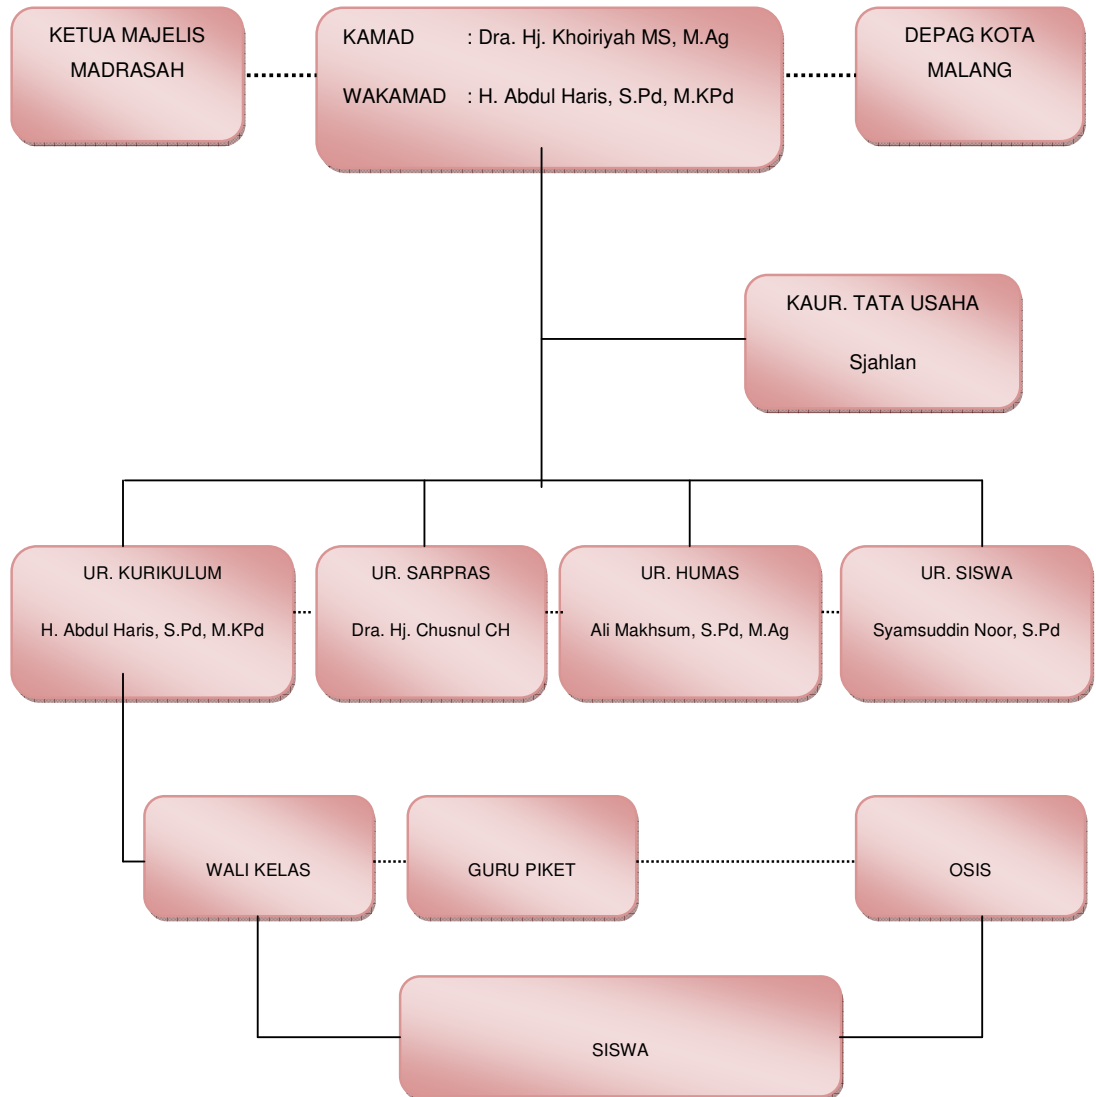 KETUA MAJELIS
MADRASAH
KAMAD : Dra. Hj. Khoiriyah MS, M.Ag
WAKAMAD : H. Abdul Haris, S.Pd, M.KPd
DEPAG KOTA
MALANG
KAUR. TATA USAHA
Sjahlan
UR. KURIKULUM
H. Abdul Haris, S.Pd, M.KPd
UR. SARPRAS
Dra. Hj. Chusnul CH
UR. HUMAS
Ali Makhsum, S.Pd, M.Ag
UR. SISWA
Syamsuddin Noor, S.Pd
WALI KELAS
GURU PIKET
OSIS
SISWA